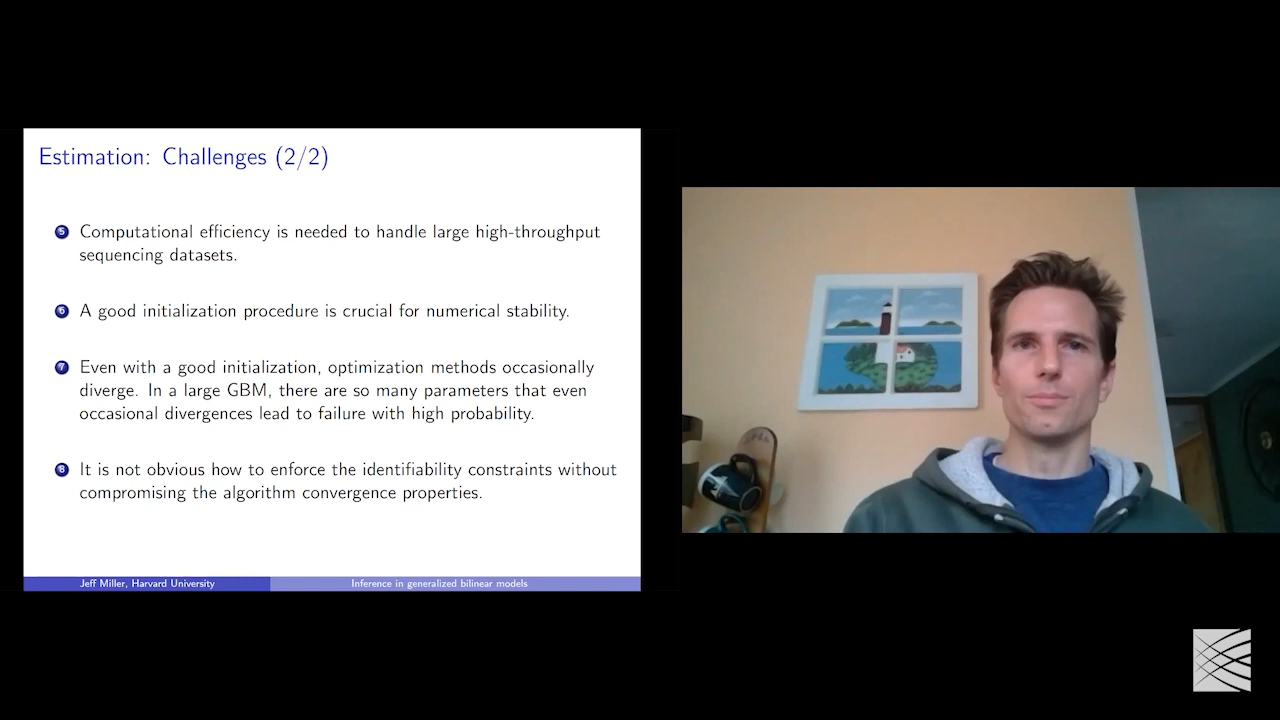 Estimation: Challenges (2/2)
5 Computational efficiency is needed to handle large high-throughput
sequencing datasets.
6 A good initialization procedure is crucial for numerical stability.
7 Even with a good initialization, optimization methods occasionally
diverge. In a large GBM, there are so many parameters that even
occasional divergences lead to failure with high probability.
8 It is not obvious how to enforce the identifiability constraints without
compromising the algorithm convergence properties.
Jeff Miller, Harvard University
Inference in generalized bilinear models